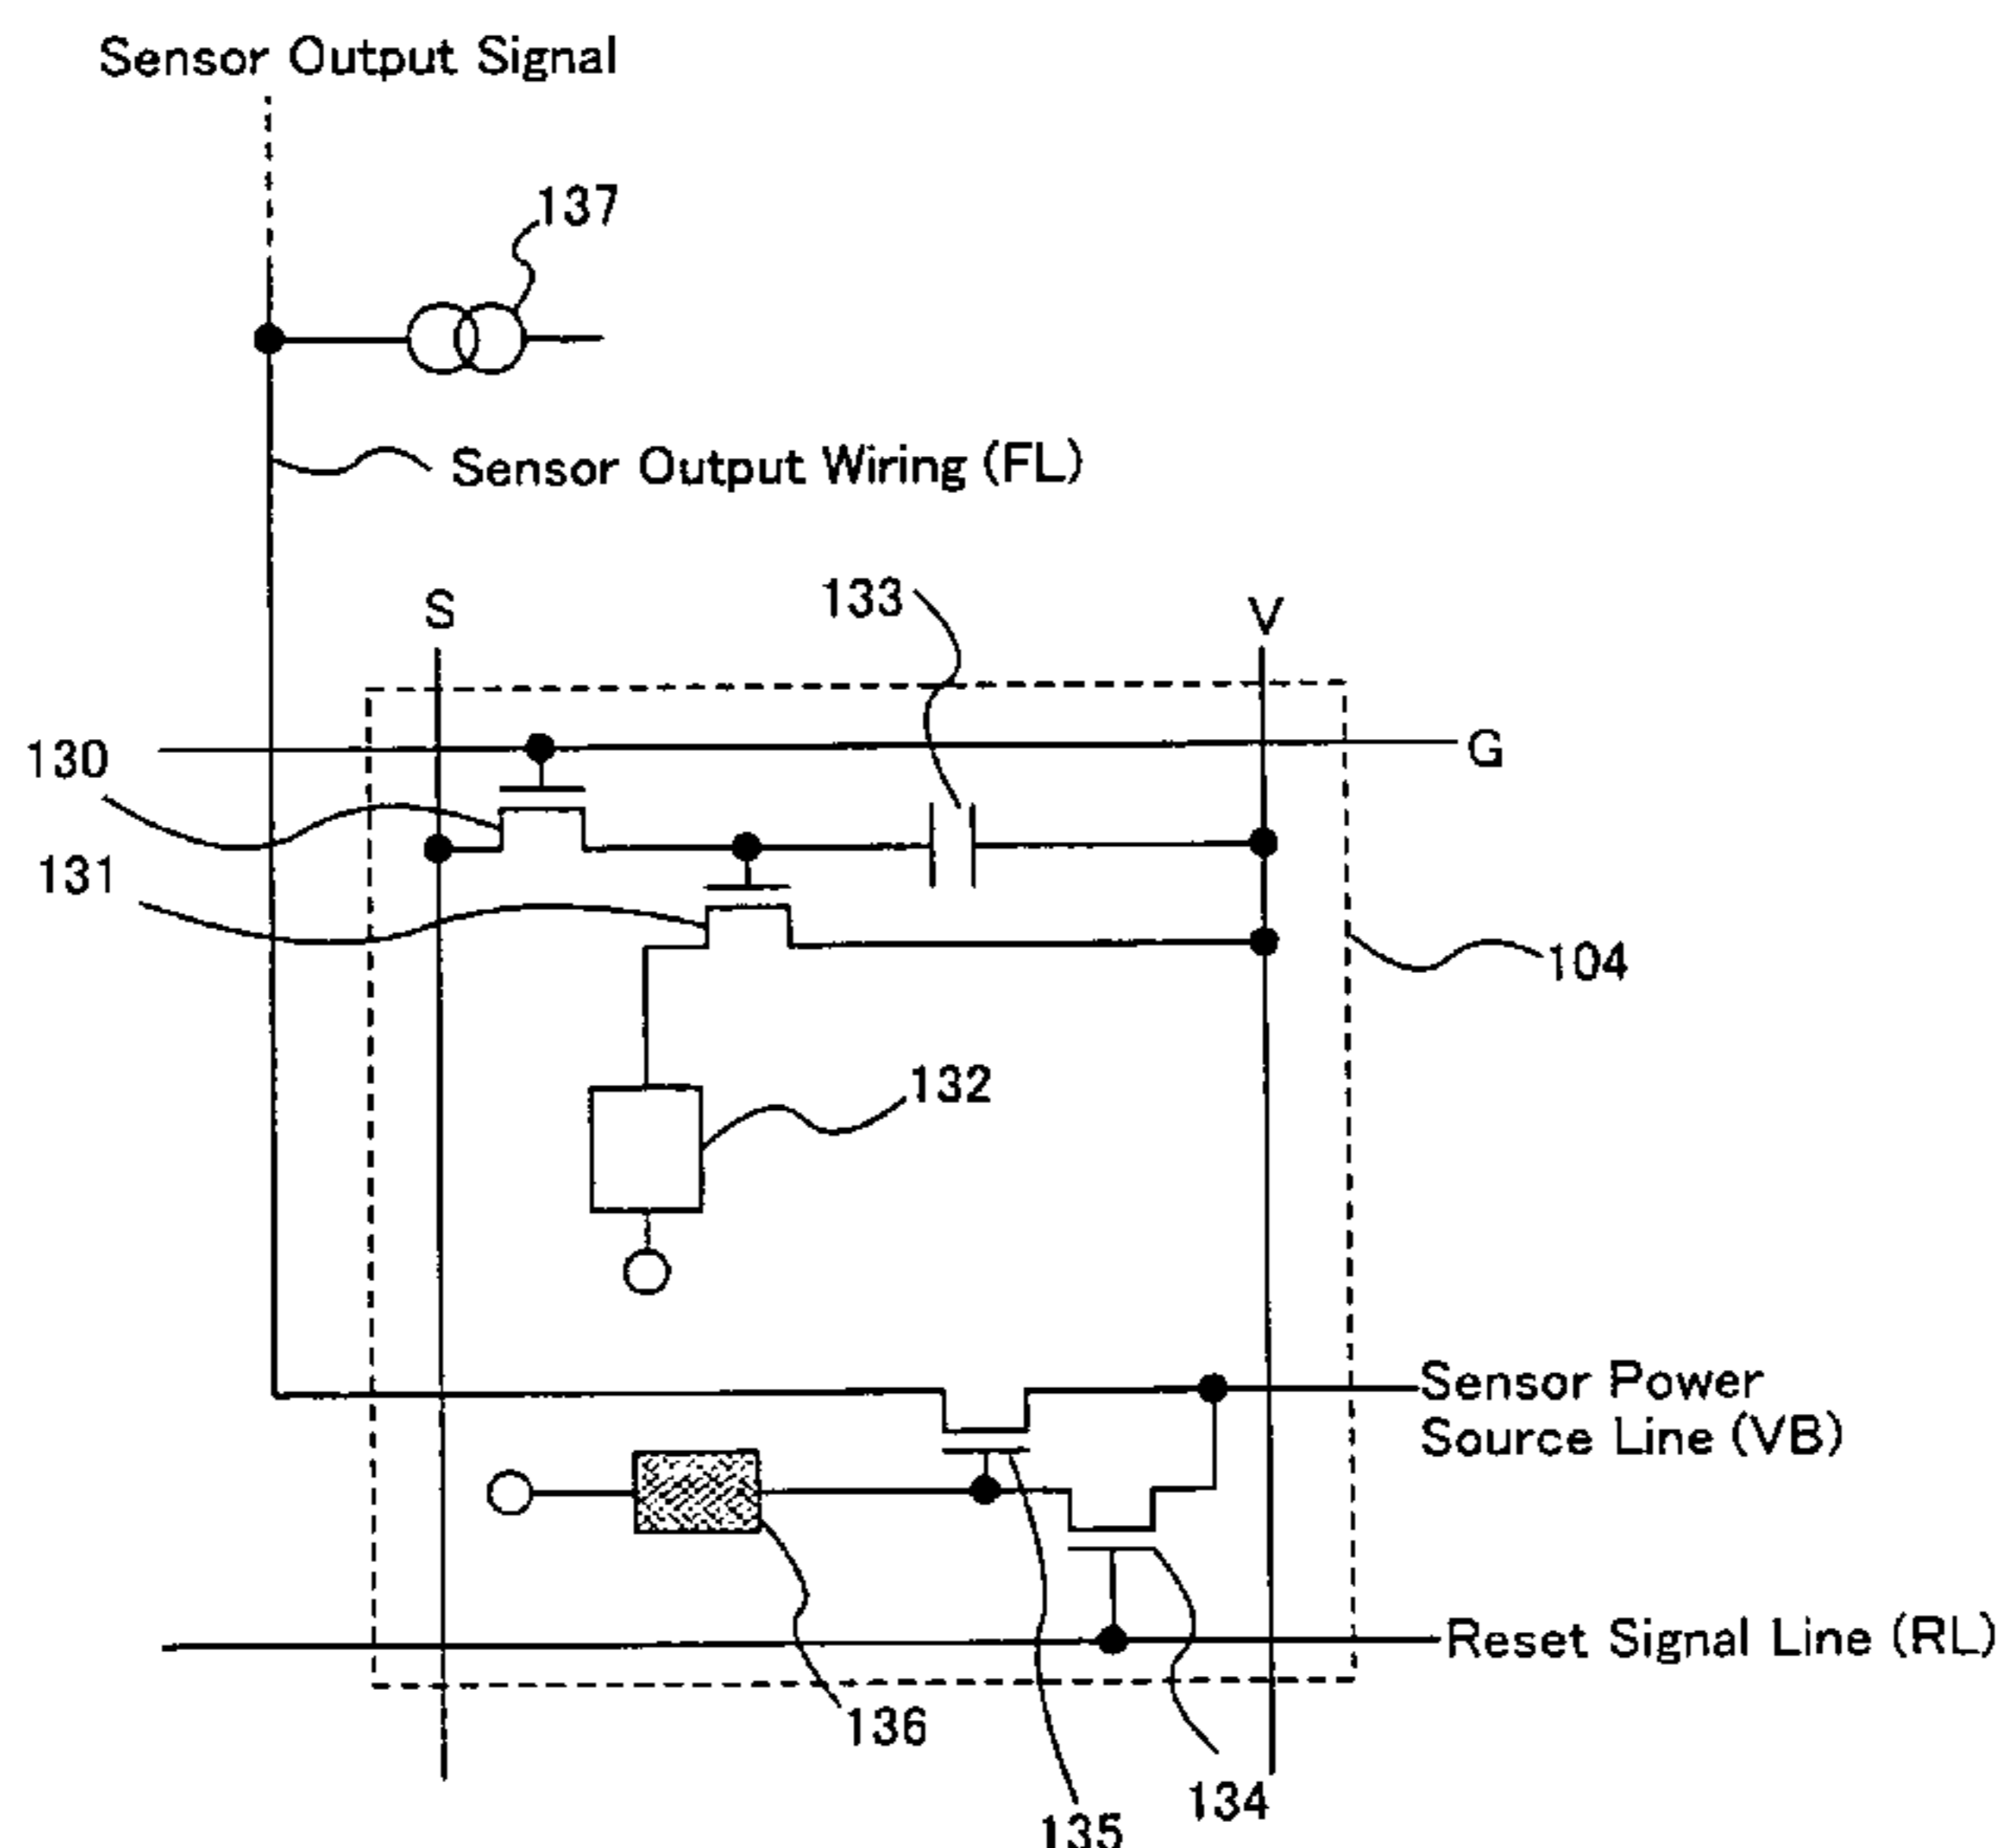 Sensor Output Signal
137
Sensor Output Wiring (FL)
133
S
V
130
G
131
104
132
Sensor Power
Source Line (VB)
Reset Signal Line (RL)
136
134
135